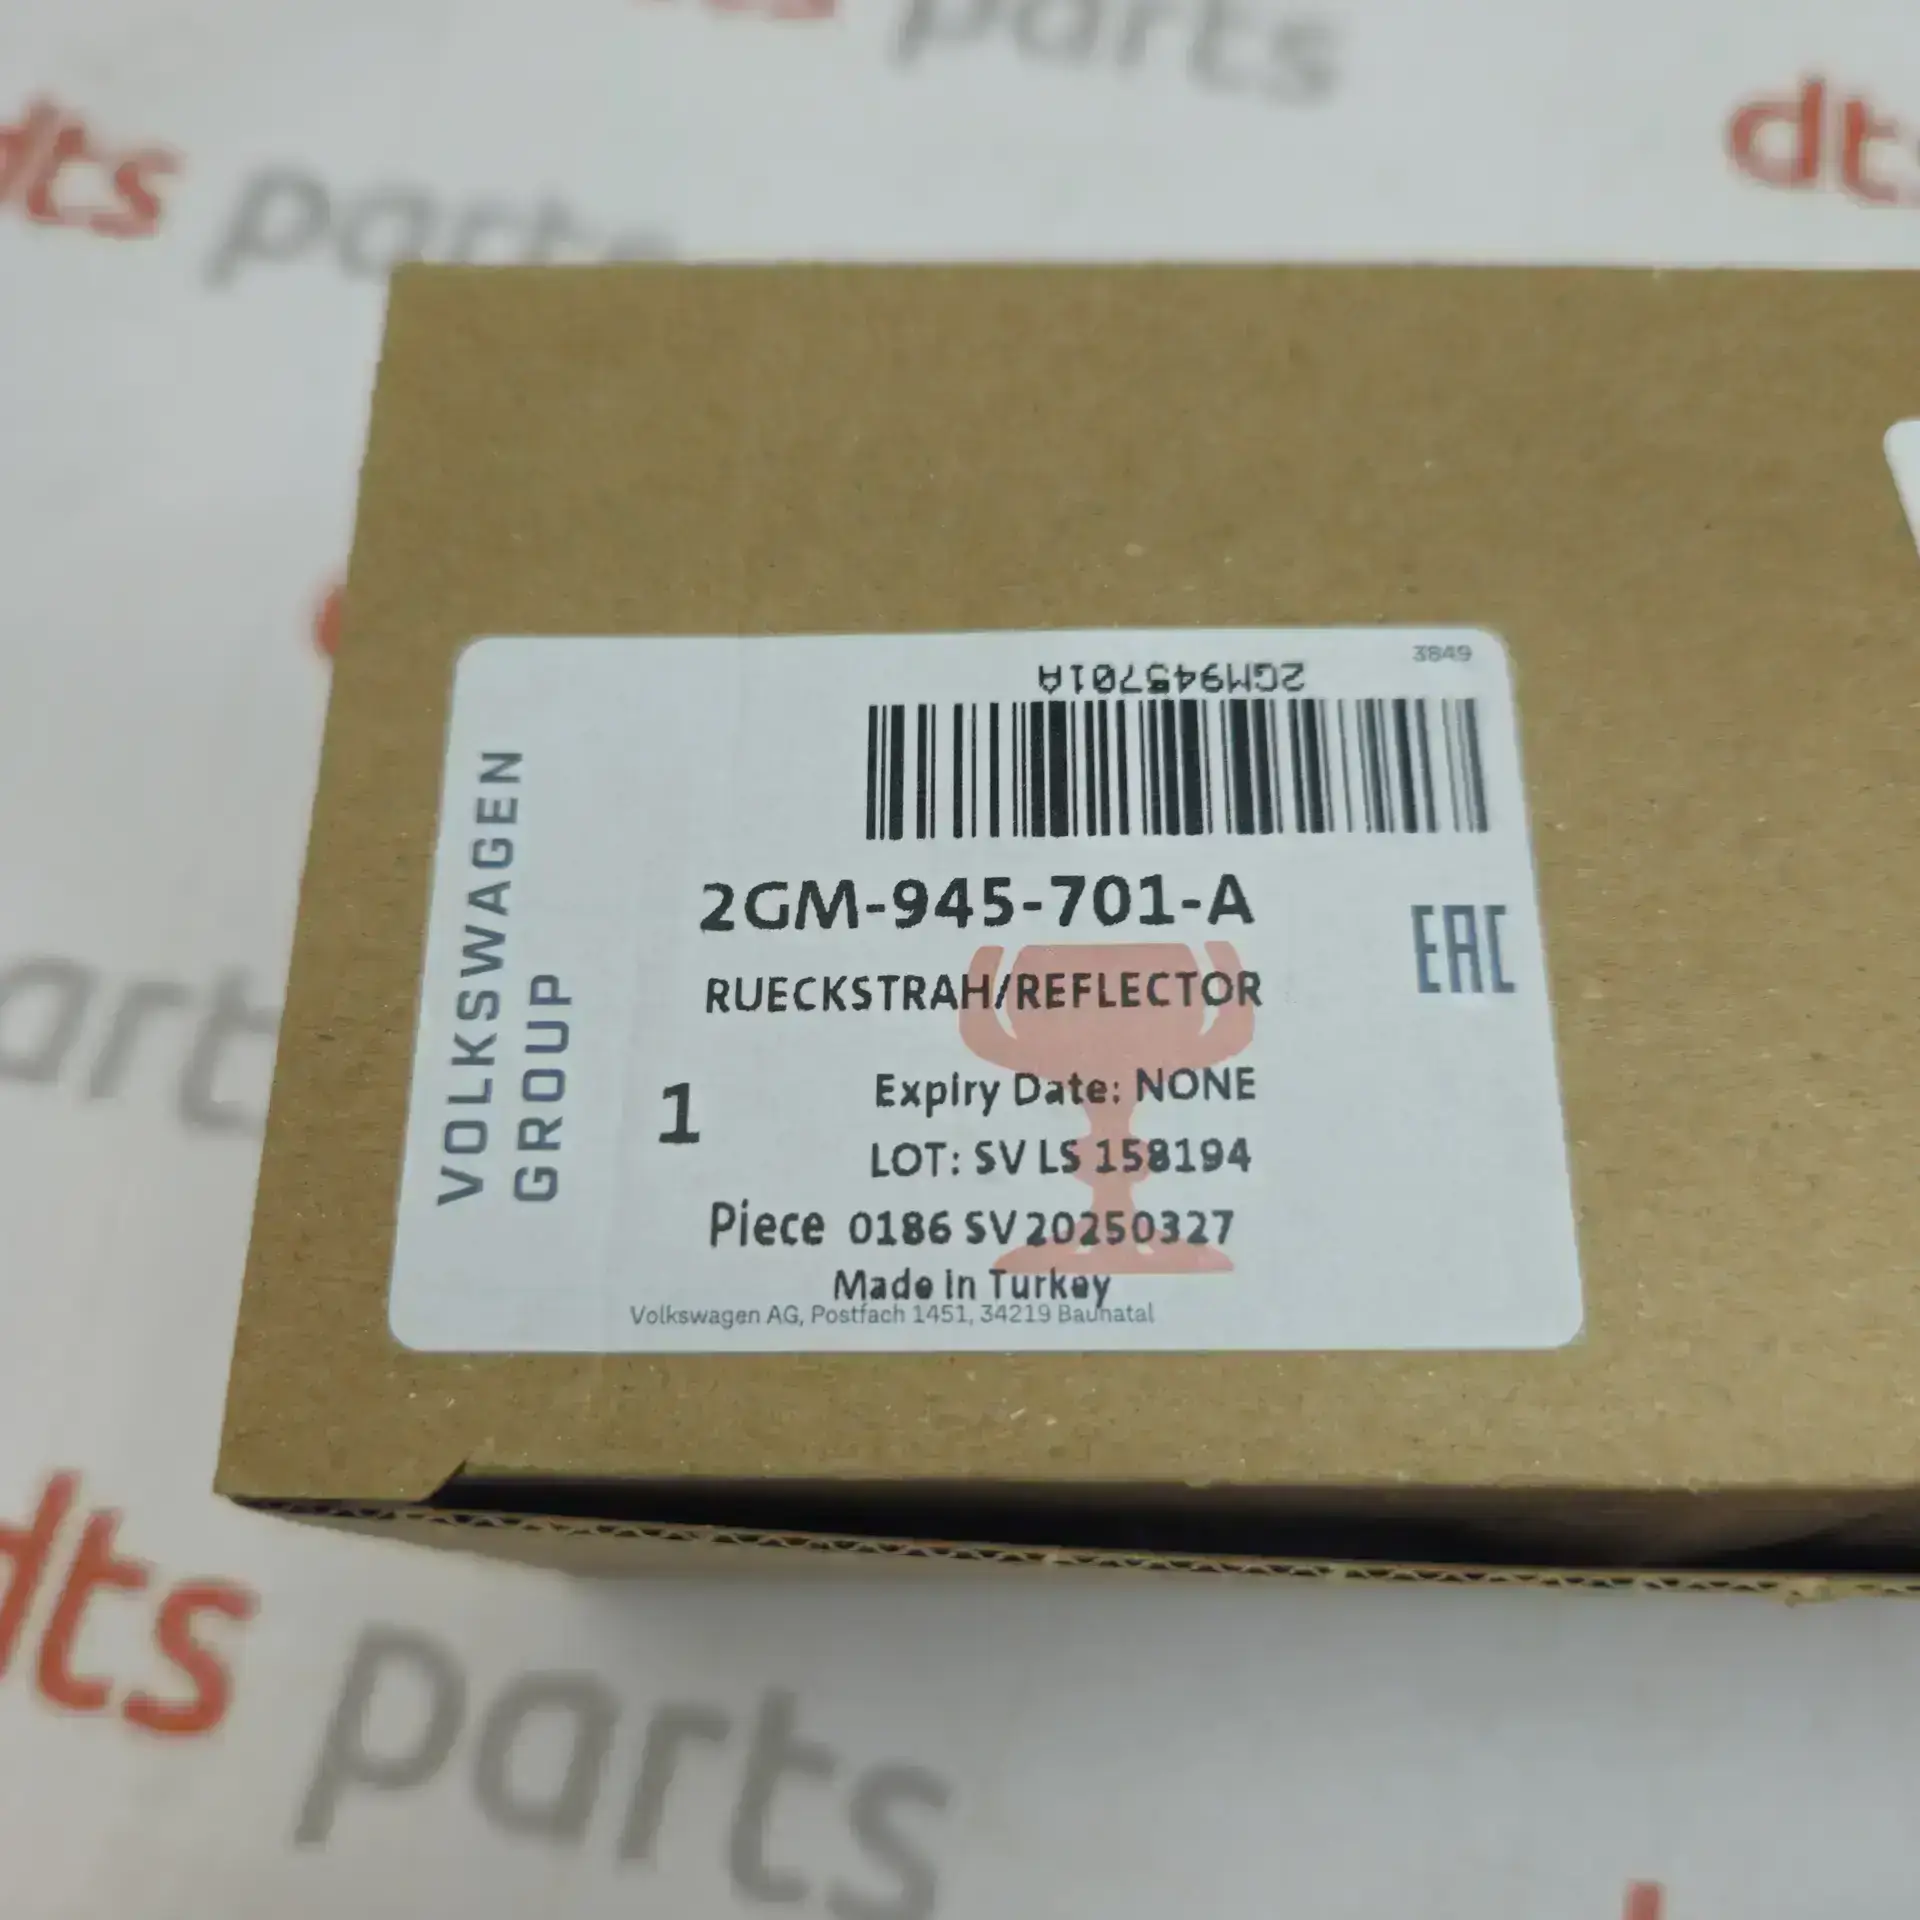 parts
dts parts
dts
3849
2GM945701A
VOLKSWAGEN
GROUP
2GM-945-701-A
EAC
RUECKSTRAH/REFLECTOR
1
Expiry Date: NONE
LOT: SV LS 158194
Piece 0186 SV 20250327
Made in Turkey
Volkswagen AG, Postfach 1451, 34219 Baunatal
dts parts